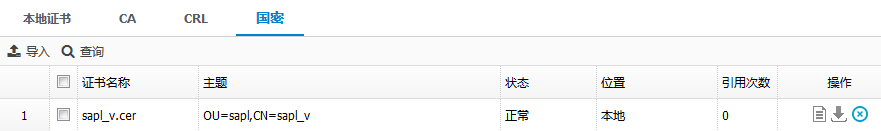 本地证书 CA CRL 国密
导入 查询
证书名称 主题 状态 位置 引用次数 操作
1 sapl_v.cer OU=sapl,CN=sapl_v 正常 本地 0